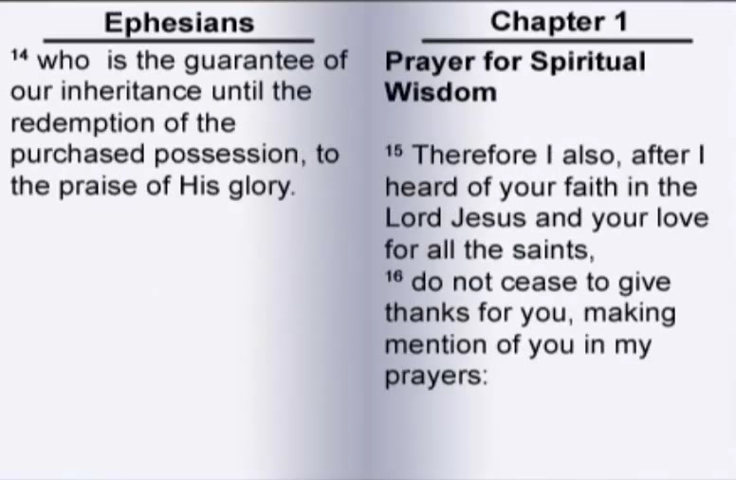 Ephesians
¹⁴ who is the guarantee of
our inheritance until the
redemption of the
purchased possession, to
the praise of His glory.
Chapter 1
Prayer for Spiritual
Wisdom
¹⁵ Therefore I also, after I
heard of your faith in the
Lord Jesus and your love
for all the saints,
¹⁶ do not cease to give
thanks for you, making
mention of you in my
prayers: